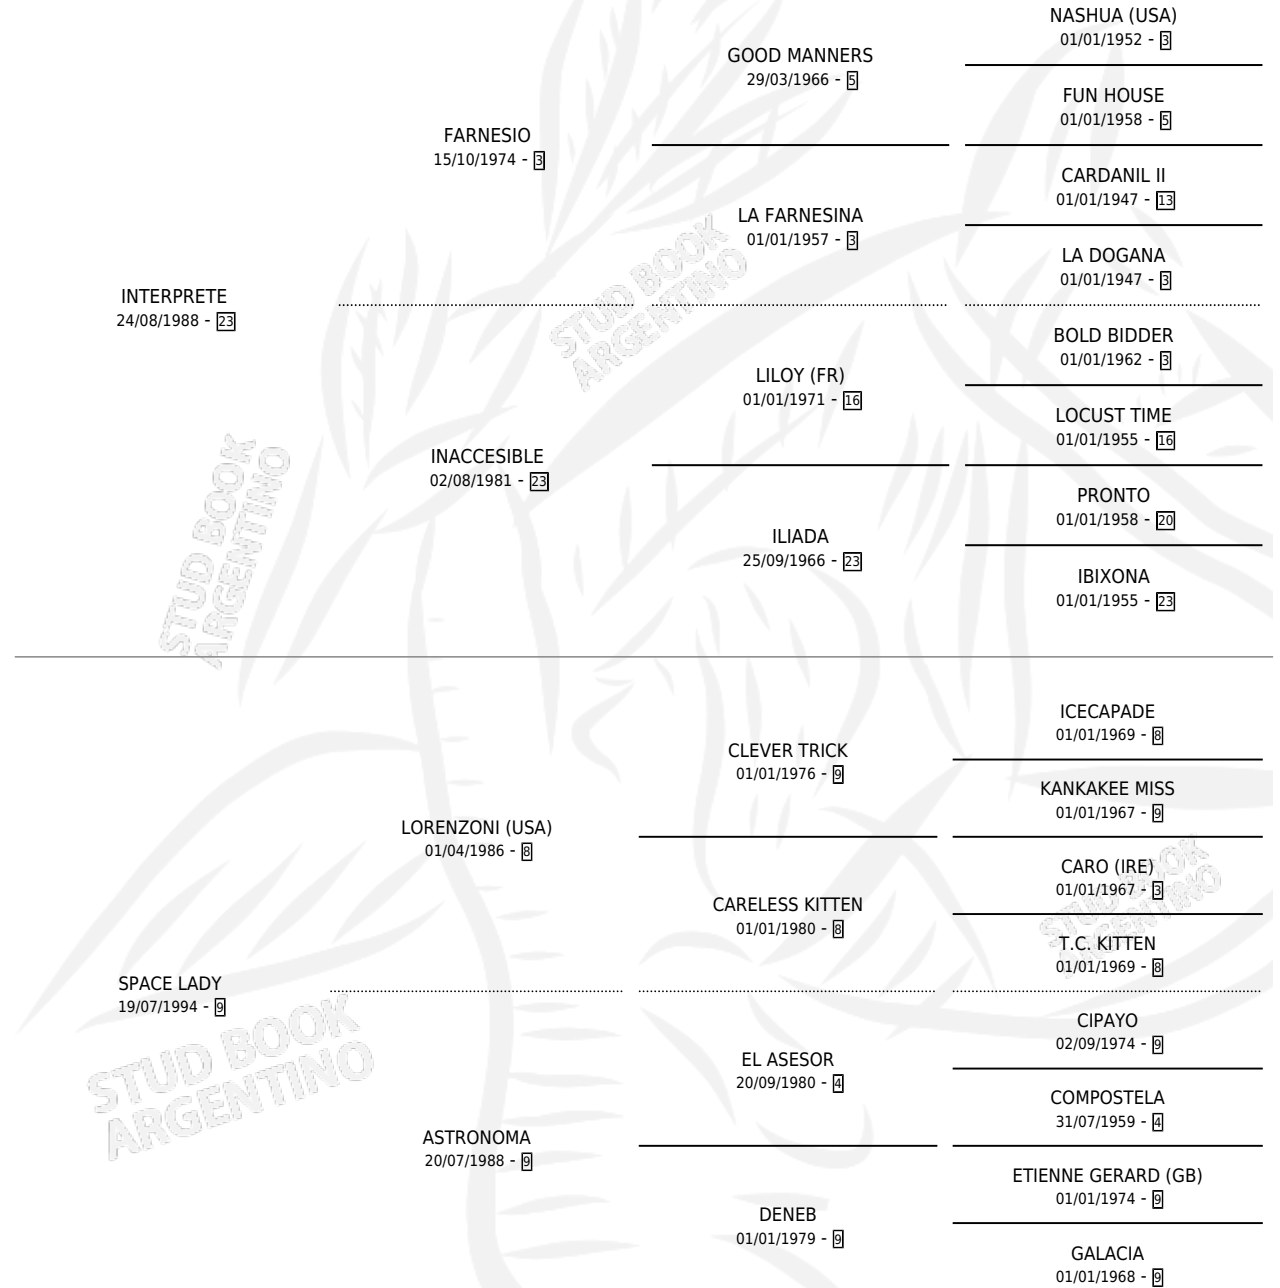 NASHUA (USA)
01/01/1952 - 3
GOOD MANNERS
29/03/1966 - 5
FUN HOUSE
01/01/1958 - 5
FARNESIO
15/10/1974 - 3
CARDANIL II
01/01/1947 - 13
LA FARNESINA
01/01/1957 - 3
LA DOGANA
01/01/1947 - 3
INTERPRETE
24/08/1988 - 23
BOLD BIDDER
01/01/1962 - 3
LILOY (FR)
01/01/1971 - 16
LOCUST TIME
01/01/1955 - 16
INACCESIBLE
02/08/1981 - 23
PRONTO
01/01/1958 - 20
ILIADA
25/09/1966 - 23
IBIXONA
01/01/1955 - 23
ICECAPADE
01/01/1969 - 8
CLEVER TRICK
01/01/1976 - 9
KANKAKEE MISS
01/01/1967 - 9
LORENZONI (USA)
01/04/1986 - 8
CARO (IRE)
01/01/1967 - 3
CARELESS KITTEN
01/01/1980 - 8
T.C. KITTEN
01/01/1969 - 8
SPACE LADY
19/07/1994 - 9
CIPAYO
02/09/1974 - 9
EL ASESOR
20/09/1980 - 4
COMPOSTELA
31/07/1959 - 4
ASTRONOMA
20/07/1988 - 9
ETIENNE GERARD (GB)
01/01/1974 - 9
DENEB
01/01/1979 - 9
GALACIA
01/01/1968 - 9
STUD BOOK
ARGENTINO
STUD BOOK
ARGENTINO
STUD BOOK
ARGENTINO
STUD BOOK
ARGENTINO